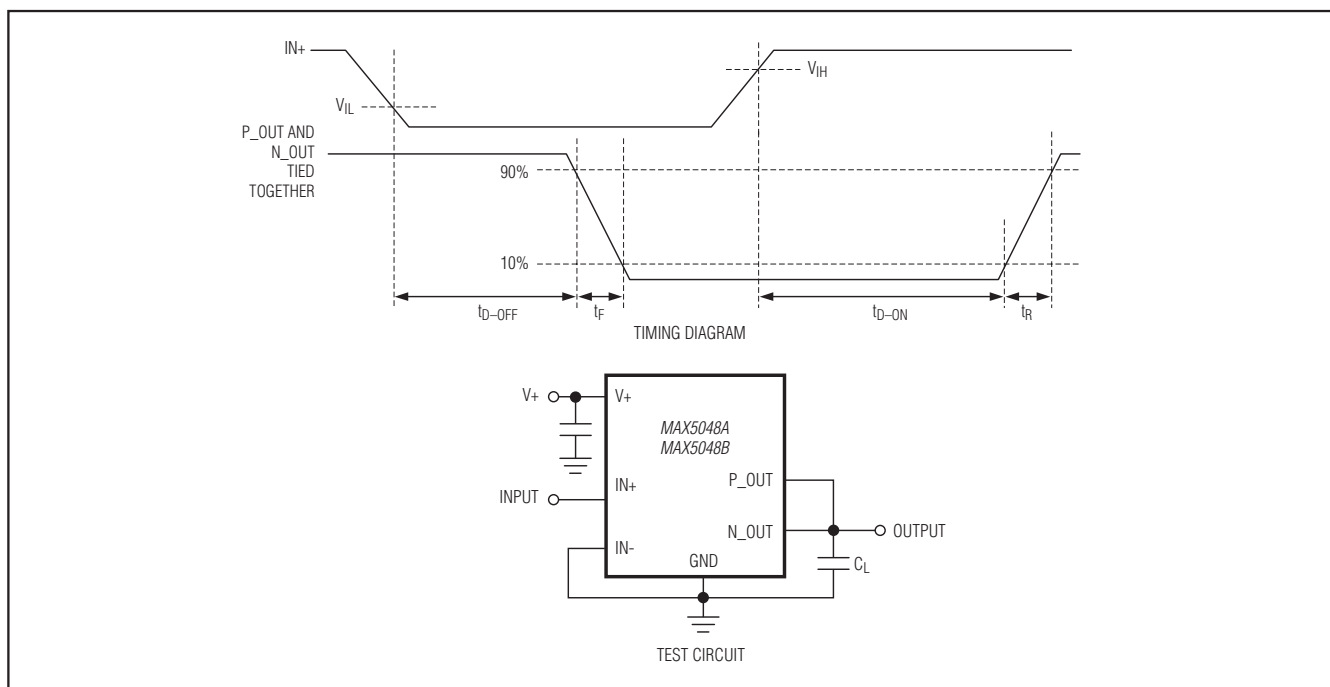 IN+
VIH
VIL
P_OUT AND
N_OUT
TIED
TOGETHER
90%
10%
tD–OFF
tF
tD–ON
tR
TIMING DIAGRAM
V+
V+
MAX5048A
MAX5048B
P_OUT
INPUT
IN+
N_OUT
OUTPUT
IN-
GND
CL
TEST CIRCUIT